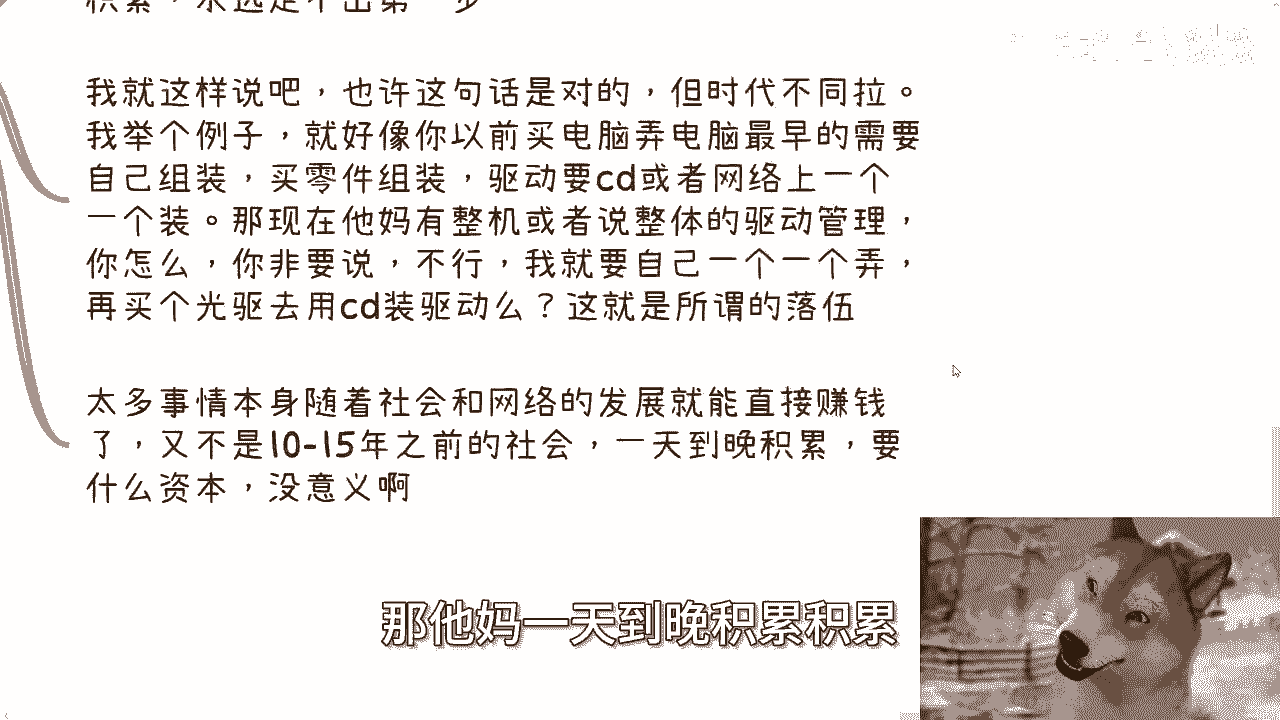 积累，永远走不出第一步
我就这样说吧，也许这句话是对的，但时代不同拉。
我举个例子，就好像你以前买电脑弄电脑最早的需要
自己组装，买零件组装，驱动要cd或者网络上一个
一个装。那现在他妈有整机或者说整体的驱动管理，
你怎么，你非要说，不行，我就要自己一个一个弄，
再买个光驱去用cd装驱动么？这就是所谓的落伍
太多事情本身随着社会和网络的发展就能直接赚钱
了，又不是10-15年之前的社会，一天到晚积累，要
什么资本，没意义啊
那他妈一天到晚积累积累